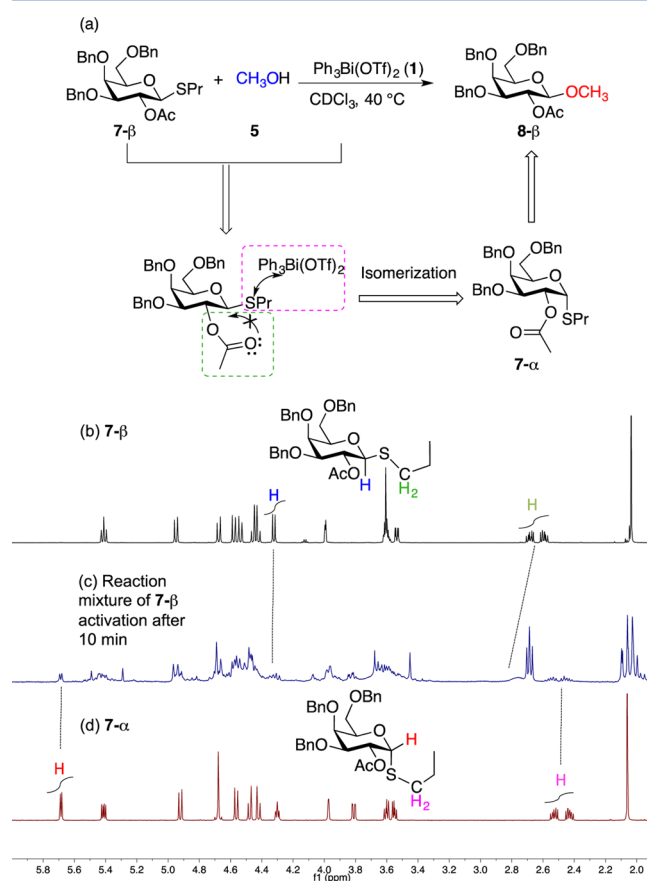 (a)
OBn
BnO
O
BnO
SPr
OAc
7-β
+
CH₃OH
5
Ph₃Bi(OTf)₂ (1)
CDCl₃, 40 °C
BnO
OBn
O
BnO
OCH₃
OAc
8-β
BnO
OBn
O
BnO
SPr
O
O:
Ph₃Bi(OTf)₂
Isomerization
BnO
OBn
O
BnO
O
SPr
O
7-α
(b) 7-β
OBn
BnO
O
S
BnO
AcO
H
C
H₂
H
H
(c) Reaction
mixture of 7-β
activation after
10 min
(d) 7-α
OBn
BnO
O
H
BnO
AcO
S
C
H₂
H
H
5.8 5.6 5.4 5.2 5.0 4.8 4.6 4.4 4.2 4.0 3.8 3.6 3.4 3.2 3.0 2.8 2.6 2.4 2.2 2.0
f1 (ppm)